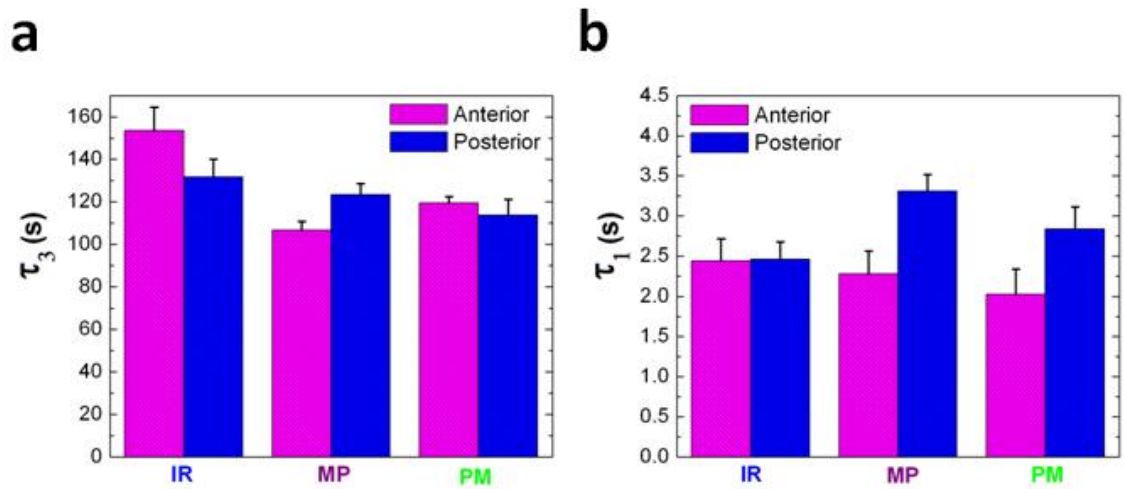 a
τ3 (s)
160
140
120
100
80
60
40
20
0
Anterior
Posterior
IR MP PM
b
τ1 (s)
4.5
4.0
3.5
3.0
2.5
2.0
1.5
1.0
0.5
0.0
Anterior
Posterior
IR MP PM